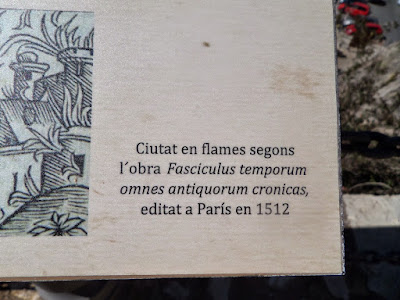 Ciutat en flames segons
l´obra Fasciculus temporum
omnes antiquorum cronicas,
editat a París en 1512